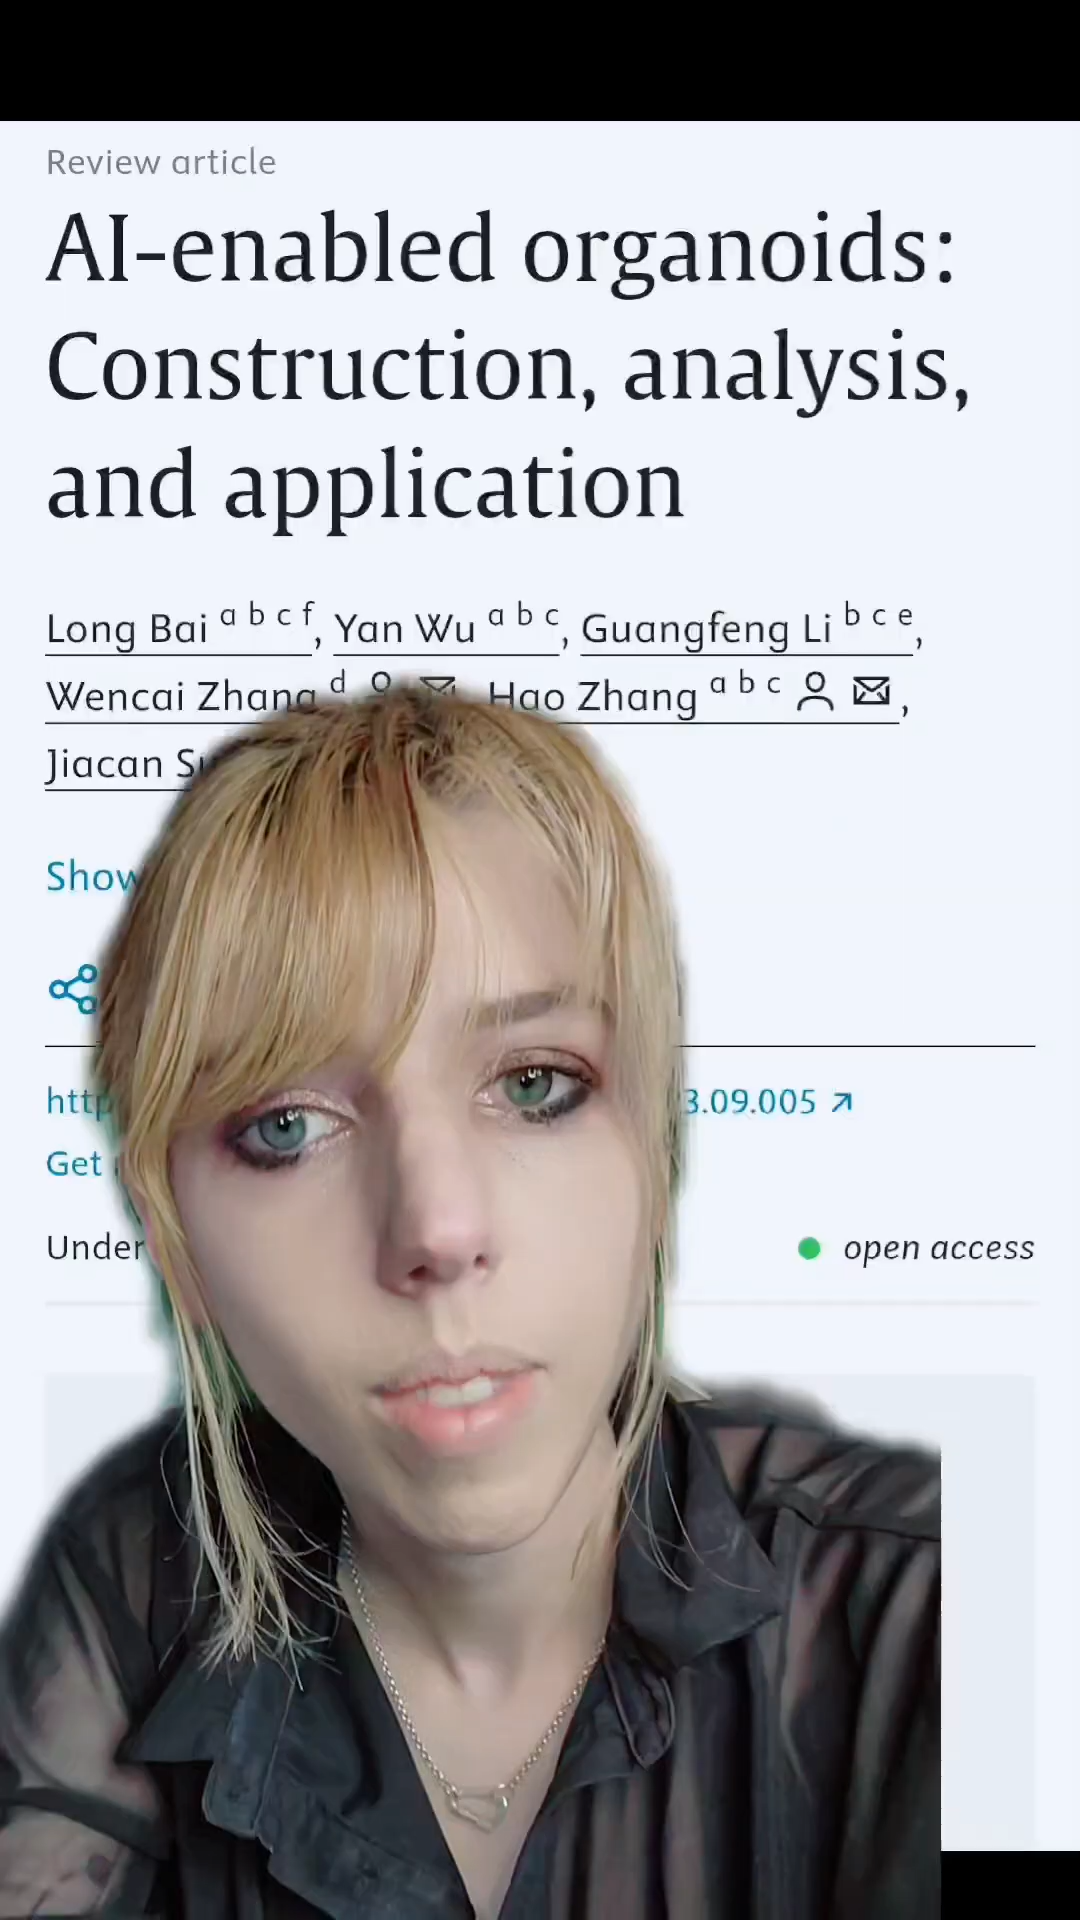 Review article
AI-enabled organoids:
Construction, analysis,
and application
Long Bai a b c f, Yan Wu a b c, Guangfeng Li b c e,
Wencai Zhang d, Hao Zhang a b c,
Jiacan
Show
3.09.005
Get
Under
open access